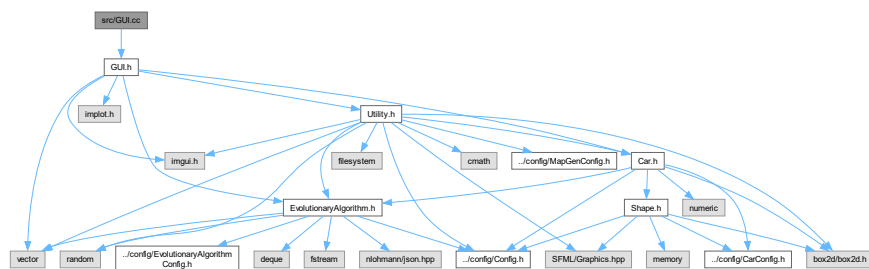 src/GUI.cc
GUI.h
implot.h
Utility.h
imgui.h
filesystem
cmath
../config/MapGenConfig.h
Car.h
EvolutionaryAlgorithm.h
Shape.h
numeric
vector
random
../config/EvolutionaryAlgorithm
Config.h
deque
fstream
nlohmann/json.hpp
../config/Config.h
SFML/Graphics.hpp
memory
../config/CarConfig.h
box2d/box2d.h